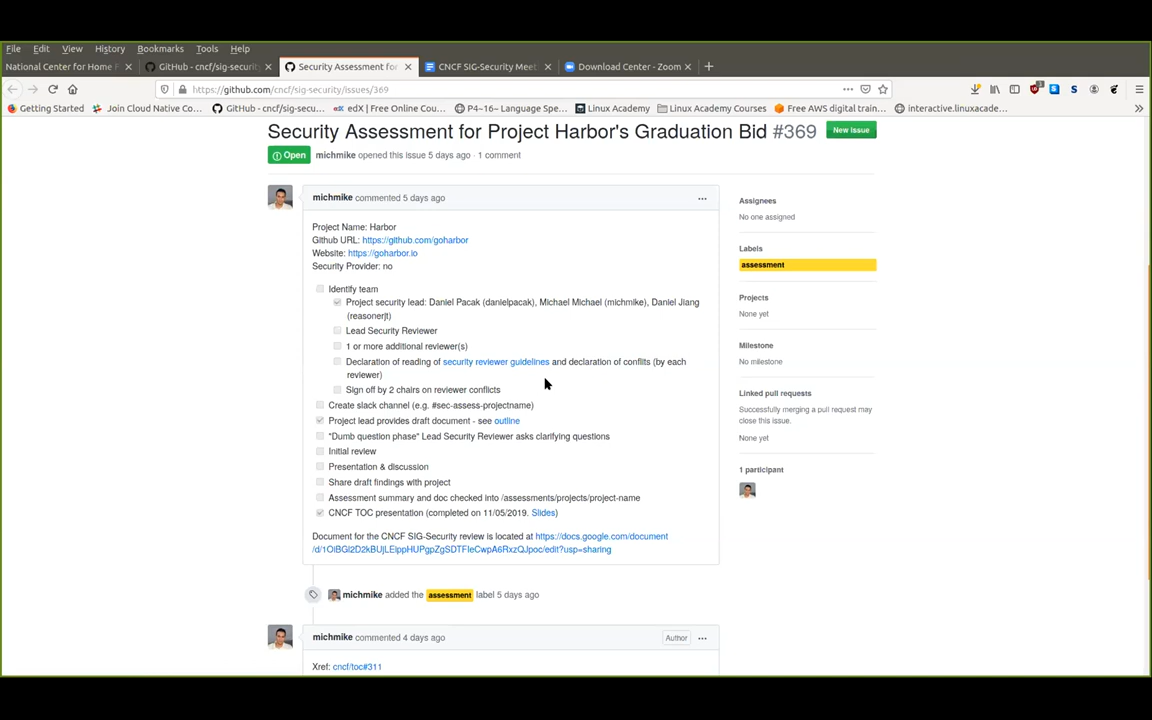 File Edit View History Bookmarks Tools Help
National Center for Home F
GitHub - cncf/sig-securit
Security Assessment fo
CNCF SIG-Security Mee
Download Center - Zoom
https://github.com/cncf/sig-security/issues/369
Getting Started Join Cloud Native Co... GitHub - cncf/sig-secu... edX | Free Online Cou... P4~16~ Language Spe... Linux Academy Linux Academy Courses Free AWS digital train... interactive.linuxacade...
Security Assessment for Project Harbor's Graduation Bid #369
New issue
Open michmike opened this issue 5 days ago · 1 comment
michmike commented 5 days ago
Project Name: Harbor
Github URL: https://github.com/goharbor
Website: https://goharbor.io
Security Provider: no
Identify team
Project security lead: Daniel Pacak (danielpacak), Michael Michael (michmike), Daniel Jiang
(reasonerjt)
Lead Security Reviewer
1 or more additional reviewer(s)
Declaration of reading of security reviewer guidelines and declaration of conflits (by each
reviewer)
Sign off by 2 chairs on reviewer conflicts
Create slack channel (e.g. #sec-assess-projectname)
Project lead provides draft document - see outline
"Dumb question phase" Lead Security Reviewer asks clarifying questions
Initial review
Presentation & discussion
Share draft findings with project
Assessment summary and doc checked into /assessments/projects/project-name
CNCF TOC presentation (completed on 11/05/2019. Slides)
Document for the CNCF SIG-Security review is located at https://docs.google.com/document
michmike added the assessment label 5 days ago
michmike commented 4 days ago
Author
Xref: cncf/toc#311
Assignees
No one assigned
Labels
assessment
Projects
None yet
Milestone
No milestone
Linked pull requests
Successfully merging a pull request may
close this issue.
None yet
1 participant